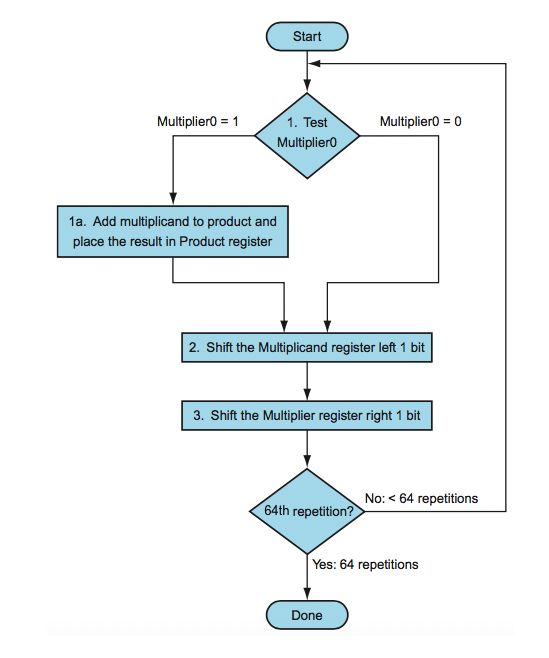 Start
Multiplier0 = 1
1. Test
Multiplier0
Multiplier0 = 0
1a. Add multiplicand to product and
place the result in Product register
2. Shift the Multiplicand register left 1 bit
3. Shift the Multiplier register right 1 bit
64th repetition?
No: < 64 repetitions
Yes: 64 repetitions
Done